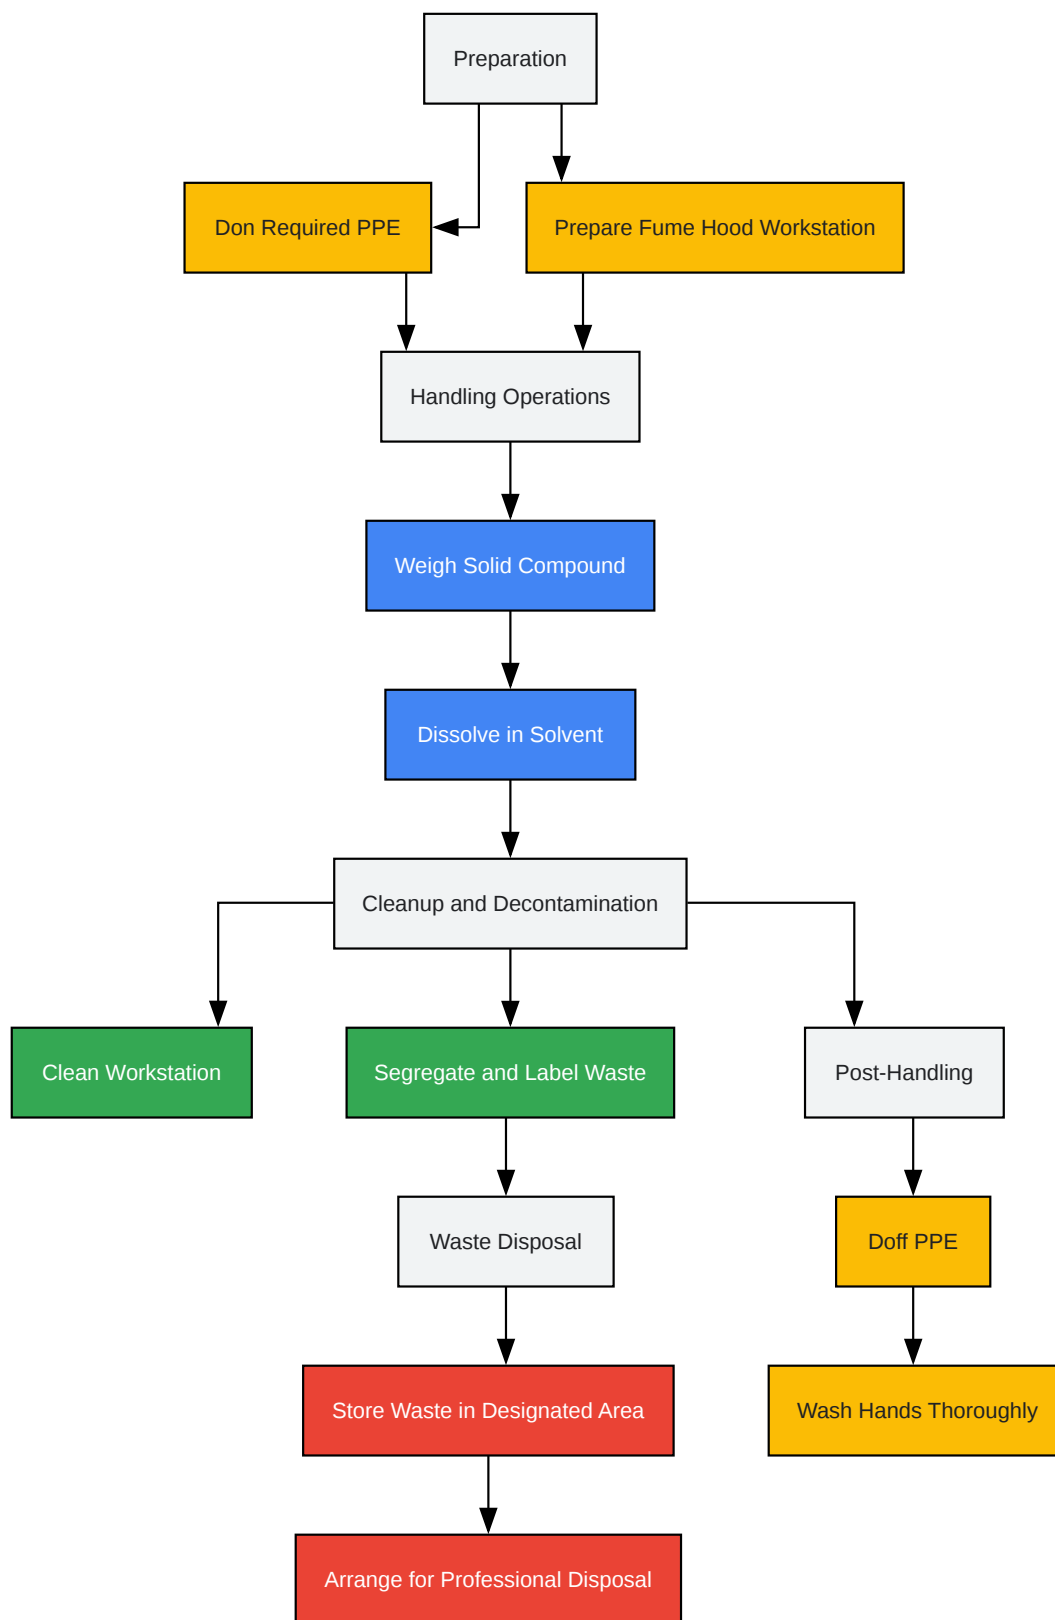 Preparation
Don Required PPE
Prepare Fume Hood Workstation
Handling Operations
Weigh Solid Compound
Dissolve in Solvent
Cleanup and Decontamination
Clean Workstation
Segregate and Label Waste
Post-Handling
Waste Disposal
Doff PPE
Store Waste in Designated Area
Wash Hands Thoroughly
Arrange for Professional Disposal